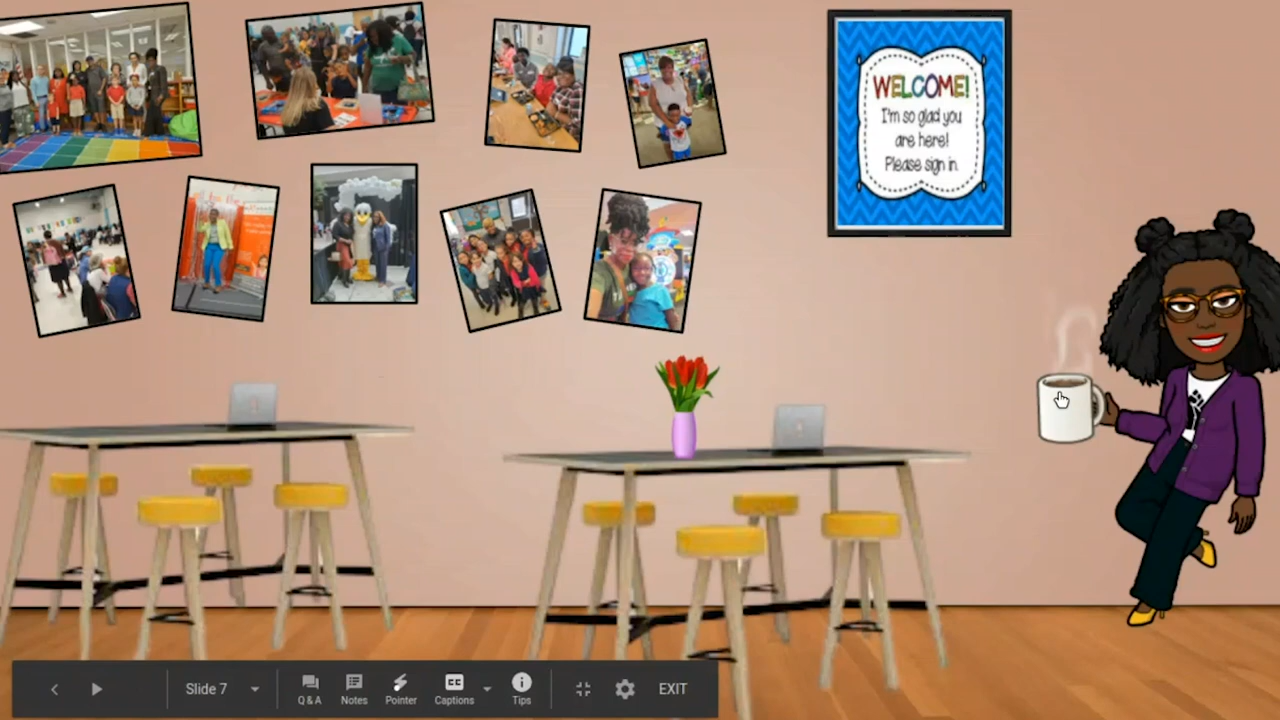 WELCOME!
I'm so glad you
are here!
Please sign in.
Slide 7
Q & A
Notes
Pointer
Captions
Tips
EXIT